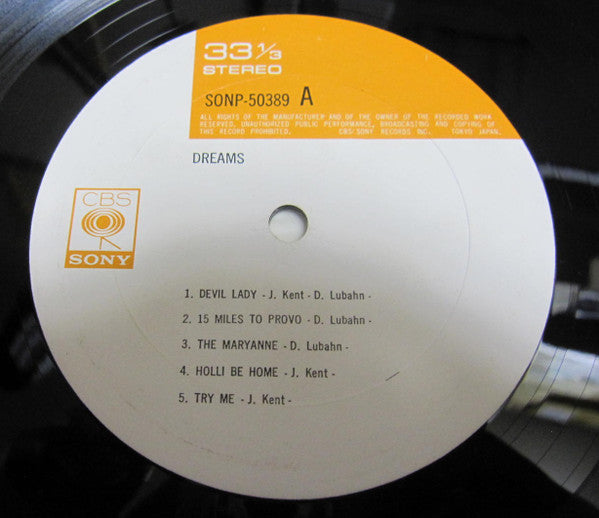 33 1/3
STEREO
SONP-50389 A
ALL RIGHTS OF THE MANUFACTURER AND OF THE OWNER OF THE RECORDED WORK
RESERVED. UNAUTHORIZED PUBLIC PERFORMANCE, BROADCASTING AND COPYING OF
THIS RECORD PROHIBITED. CBS/SONY RECORDS INC. TOKYO JAPAN.
DREAMS
CBS
SONY
1. DEVIL LADY - J. Kent - D. Lubahn -
2. 15 MILES TO PROVO - D. Lubahn -
3. THE MARYANNE - D. Lubahn -
4. HOLLI BE HOME - J. Kent -
5. TRY ME - J. Kent -